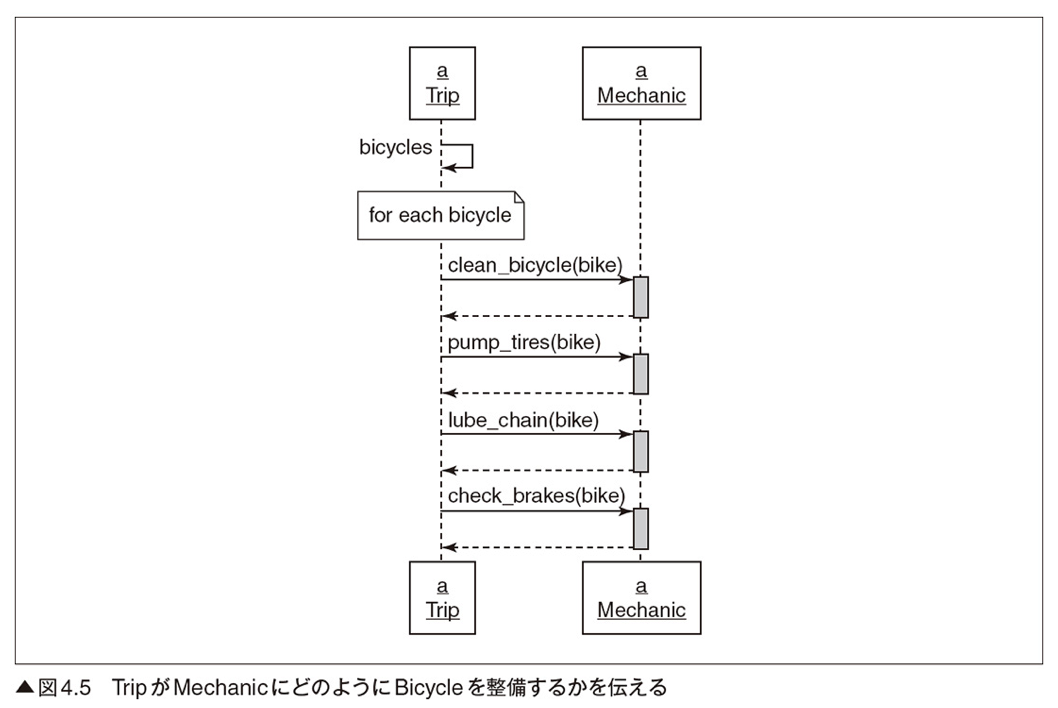 a
Trip
a
Mechanic
bicycles
for each bicycle
clean_bicycle(bike)
pump_tires(bike)
lube_chain(bike)
check_brakes(bike)
a
Trip
a
Mechanic
▲図4.5 TripがMechanicにどのようにBicycleを整備するかを伝える